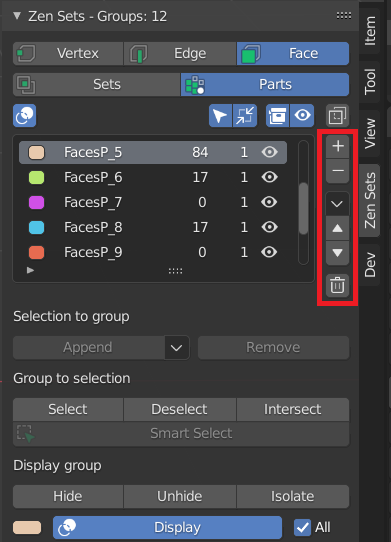 Zen Sets - Groups: 12
Vertex Edge Face
Sets Parts
FacesP_5 84 1
FacesP_6 17 1
FacesP_7 0 1
FacesP_8 17 1
FacesP_9 0 1
Selection to group
Append Remove
Group to selection
Select Deselect Intersect
Smart Select
Display group
Hide Unhide Isolate
Display All
Item
Tool
View
Zen Sets
Dev